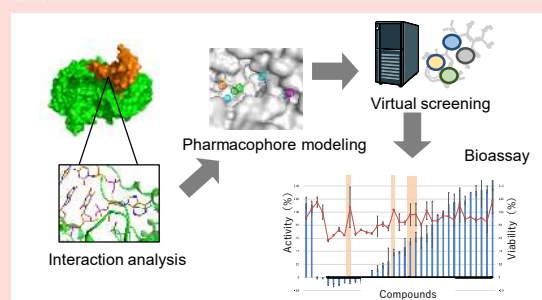 Virtual screening
Pharmacophore modeling
Bioassay
Interaction analysis
Activity (%)
Viability (%)
Compounds